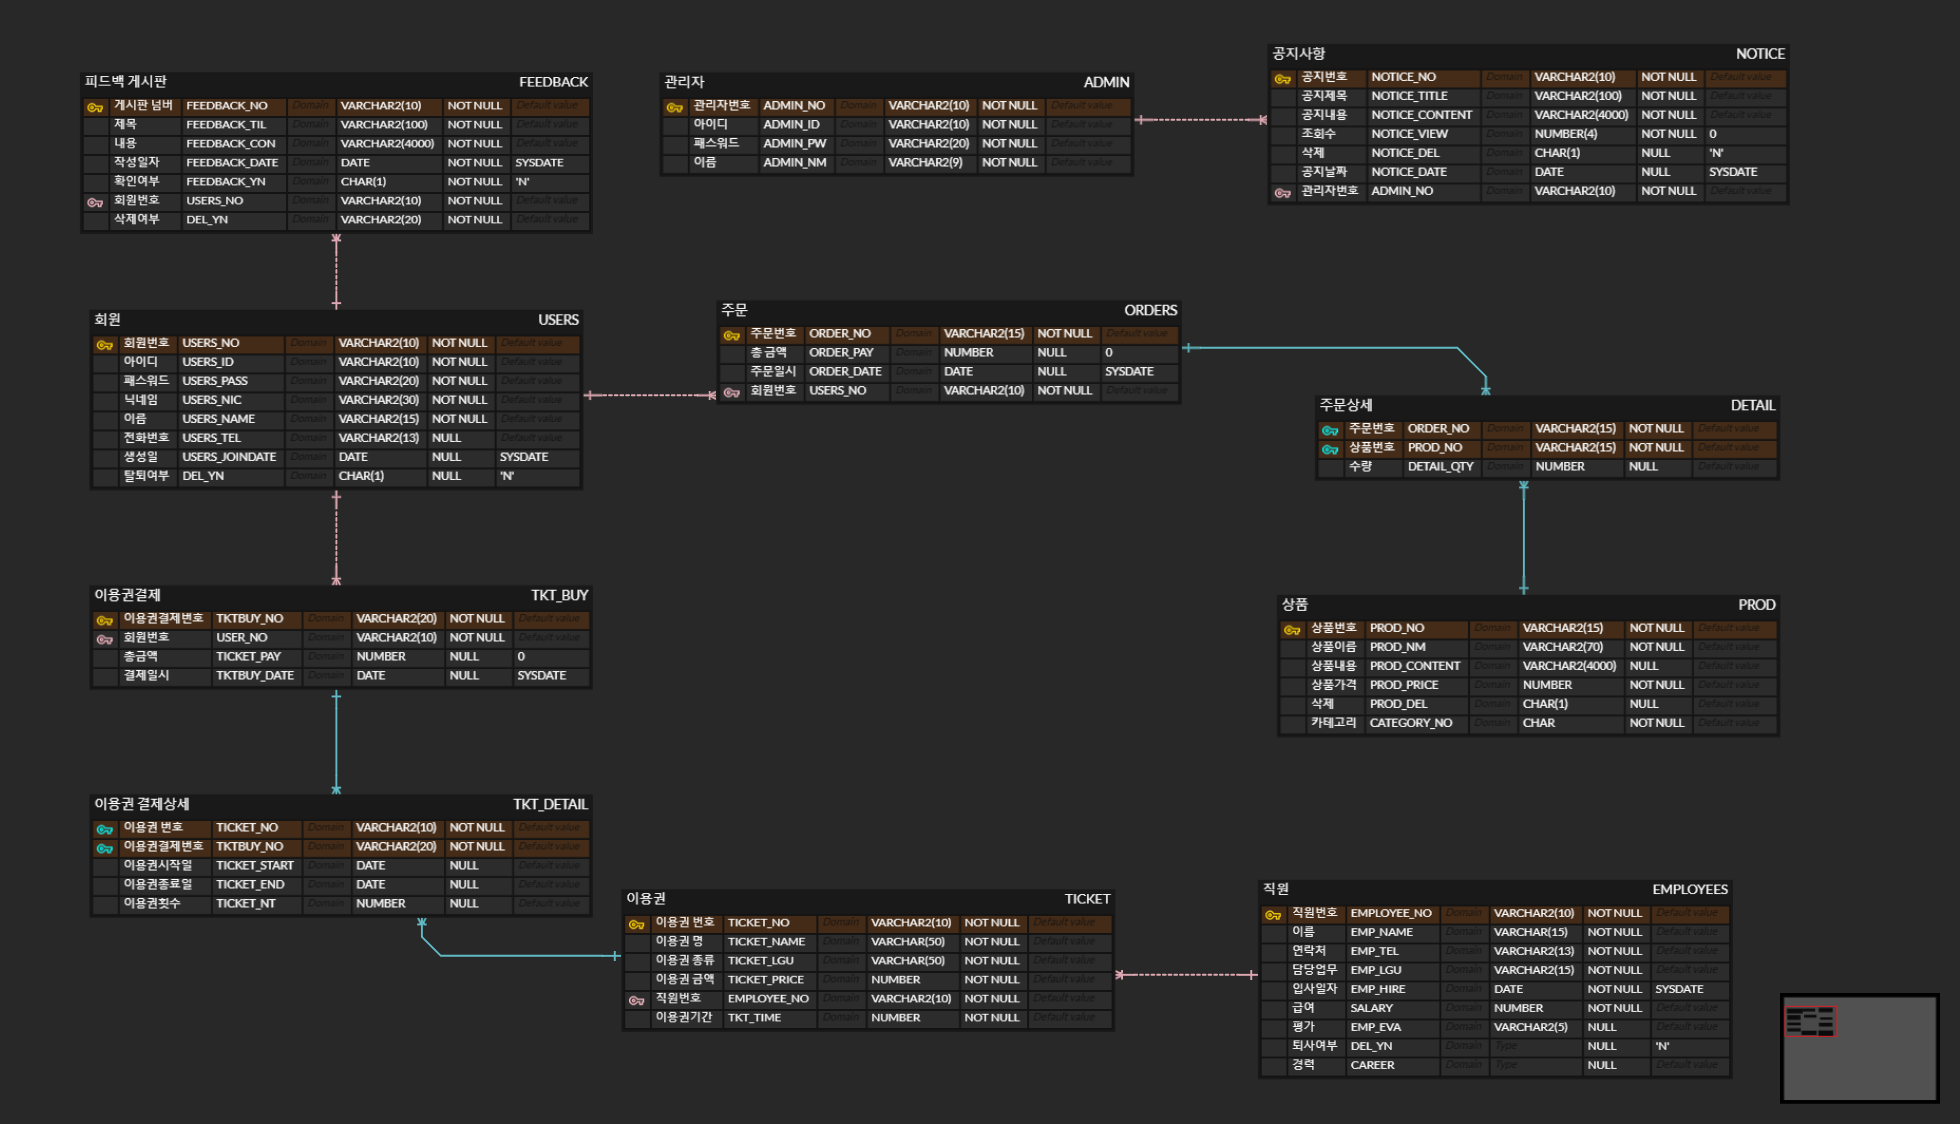 피드백 게시판 FEEDBACK
게시판 넘버 FEEDBACK_NO Domain VARCHAR2(10) NOT NULL Default value
제목 FEEDBACK_TIL Domain VARCHAR2(100) NOT NULL Default value
내용 FEEDBACK_CON Domain VARCHAR2(4000) NOT NULL Default value
작성일자 FEEDBACK_DATE Domain DATE NOT NULL SYSDATE
확인여부 FEEDBACK_YN Domain CHAR(1) NOT NULL 'N'
회원번호 USERS_NO Domain VARCHAR2(10) NOT NULL Default value
삭제여부 DEL_YN Domain VARCHAR2(20) NOT NULL Default value
관리자 ADMIN
관리자번호 ADMIN_NO Domain VARCHAR2(10) NOT NULL Default value
아이디 ADMIN_ID Domain VARCHAR2(10) NOT NULL Default value
패스워드 ADMIN_PW Domain VARCHAR2(20) NOT NULL Default value
이름 ADMIN_NM Domain VARCHAR2(9) NOT NULL Default value
공지사항 NOTICE
공지번호 NOTICE_NO Domain VARCHAR2(10) NOT NULL Default value
공지제목 NOTICE_TITLE Domain VARCHAR2(100) NOT NULL Default value
공지내용 NOTICE_CONTENT Domain VARCHAR2(4000) NOT NULL Default value
조회수 NOTICE_VIEW Domain NUMBER(4) NOT NULL 0
삭제 NOTICE_DEL Domain CHAR(1) NULL 'N'
공지날짜 NOTICE_DATE Domain DATE NULL SYSDATE
관리자번호 ADMIN_NO Domain VARCHAR2(10) NOT NULL Default value
회원 USERS
회원번호 USERS_NO Domain VARCHAR2(10) NOT NULL Default value
아이디 USERS_ID Domain VARCHAR2(10) NOT NULL Default value
패스워드 USERS_PASS Domain VARCHAR2(20) NOT NULL Default value
닉네임 USERS_NIC Domain VARCHAR2(30) NOT NULL Default value
이름 USERS_NAME Domain VARCHAR2(15) NOT NULL Default value
전화번호 USERS_TEL Domain VARCHAR2(13) NULL Default value
생성일 USERS_JOINDATE Domain DATE NULL SYSDATE
탈퇴여부 DEL_YN Domain CHAR(1) NULL 'N'
주문 ORDERS
주문번호 ORDER_NO Domain VARCHAR2(15) NOT NULL Default value
총 금액 ORDER_PAY Domain NUMBER NULL 0
주문일시 ORDER_DATE Domain DATE NULL SYSDATE
회원번호 USERS_NO Domain VARCHAR2(10) NOT NULL Default value
주문상세 DETAIL
주문번호 ORDER_NO Domain VARCHAR2(15) NOT NULL Default value
상품번호 PROD_NO Domain VARCHAR2(15) NOT NULL Default value
수량 DETAIL_QTY Domain NUMBER NULL Default value
이용권결제 TKT_BUY
이용권결제번호 TKTBUY_NO Domain VARCHAR2(20) NOT NULL Default value
회원번호 USER_NO Domain VARCHAR2(10) NOT NULL Default value
총금액 TICKET_PAY Domain NUMBER NULL 0
결제일시 TKTBUY_DATE Domain DATE NULL SYSDATE
상품 PROD
상품번호 PROD_NO Domain VARCHAR2(15) NOT NULL Default value
상품이름 PROD_NM Domain VARCHAR2(70) NOT NULL Default value
상품내용 PROD_CONTENT Domain VARCHAR2(4000) NULL Default value
상품가격 PROD_PRICE Domain NUMBER NOT NULL Default value
삭제 PROD_DEL Domain CHAR(1) NULL Default value
카테고리 CATEGORY_NO Domain CHAR NOT NULL Default value
이용권 결제상세 TKT_DETAIL
이용권 번호 TICKET_NO Domain VARCHAR2(10) NOT NULL Default value
이용권결제번호 TKTBUY_NO Domain VARCHAR2(20) NOT NULL Default value
이용권시작일 TICKET_START Domain DATE NULL Default value
이용권종료일 TICKET_END Domain DATE NULL Default value
이용권횟수 TICKET_NT Domain NUMBER NULL Default value
이용권 TICKET
이용권 번호 TICKET_NO Domain VARCHAR2(10) NOT NULL Default value
이용권 명 TICKET_NAME Domain VARCHAR(50) NOT NULL Default value
이용권 종류 TICKET_LGU Domain VARCHAR(50) NOT NULL Default value
이용권 금액 TICKET_PRICE Domain NUMBER NOT NULL Default value
직원번호 EMPLOYEE_NO Domain VARCHAR2(10) NOT NULL Default value
이용권기간 TKT_TIME Domain NUMBER NOT NULL Default value
직원 EMPLOYEES
직원번호 EMPLOYEE_NO Domain VARCHAR2(10) NOT NULL Default value
이름 EMP_NAME Domain VARCHAR(15) NOT NULL Default value
연락처 EMP_TEL Domain VARCHAR2(13) NOT NULL Default value
담당업무 EMP_LGU Domain VARCHAR2(15) NOT NULL Default value
입사일자 EMP_HIRE Domain DATE NOT NULL SYSDATE
급여 SALARY Domain NUMBER NOT NULL Default value
평가 EMP_EVA Domain VARCHAR2(5) NULL Default value
퇴사여부 DEL_YN Domain Type NULL 'N'
경력 CAREER Domain Type NULL Default value